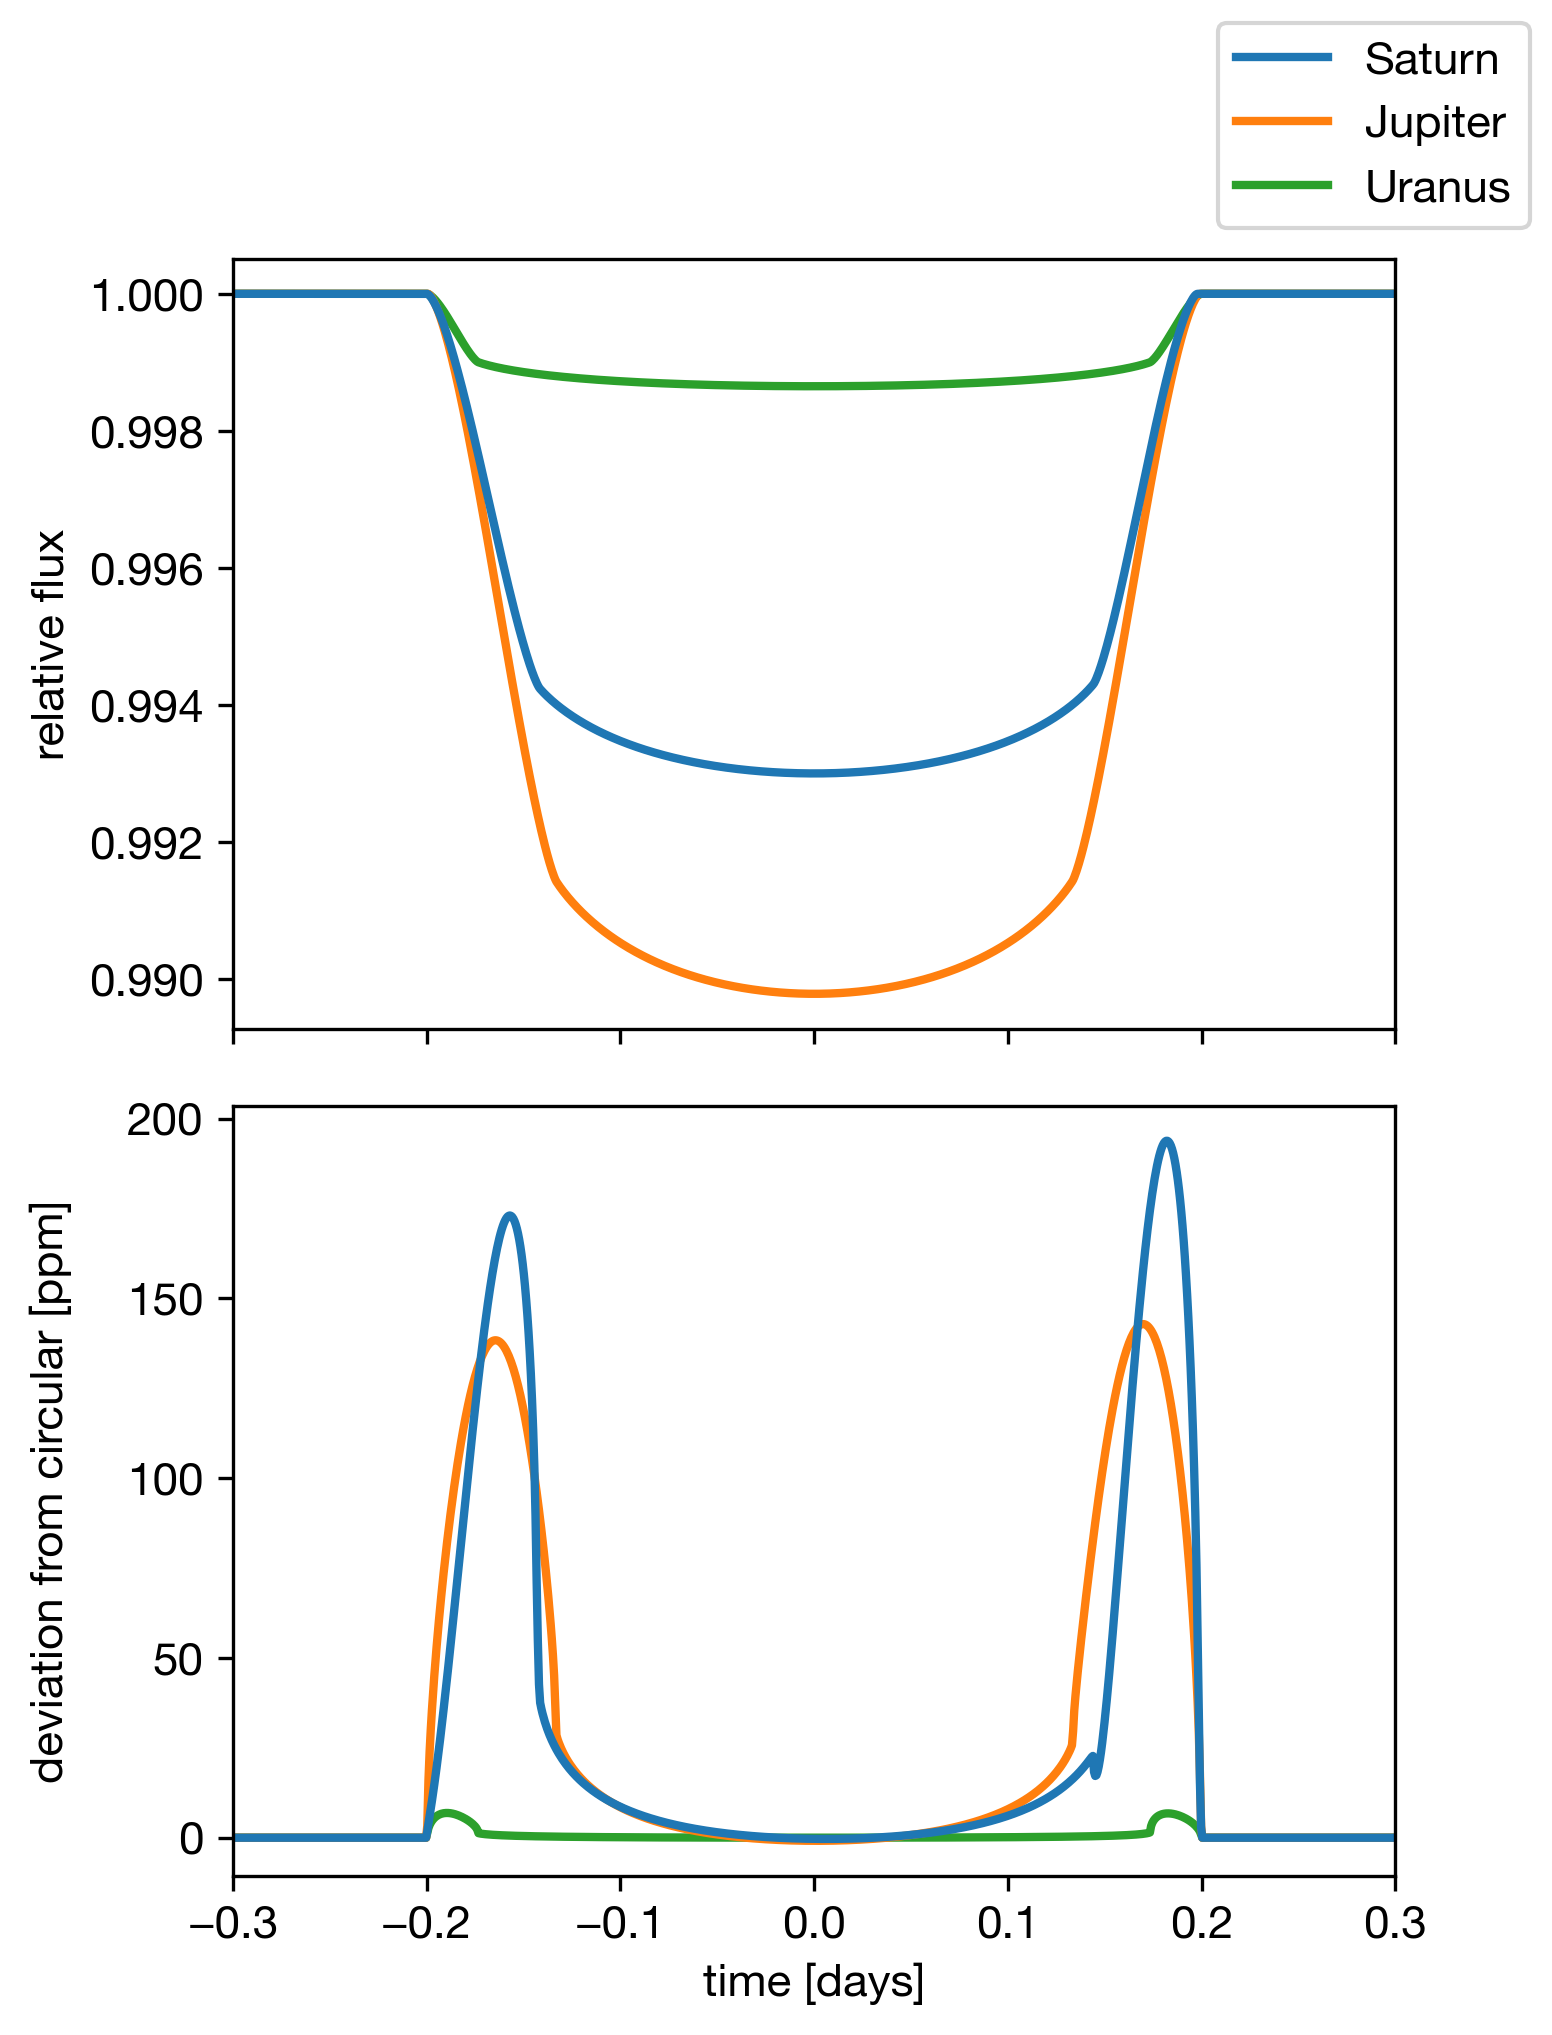 Saturn
Jupiter
Uranus
1.000
0.998
0.996
0.994
0.992
0.990
relative flux
200
150
100
50
0
deviation from circular [ppm]
−0.3 −0.2 −0.1 0.0 0.1 0.2 0.3
time [days]